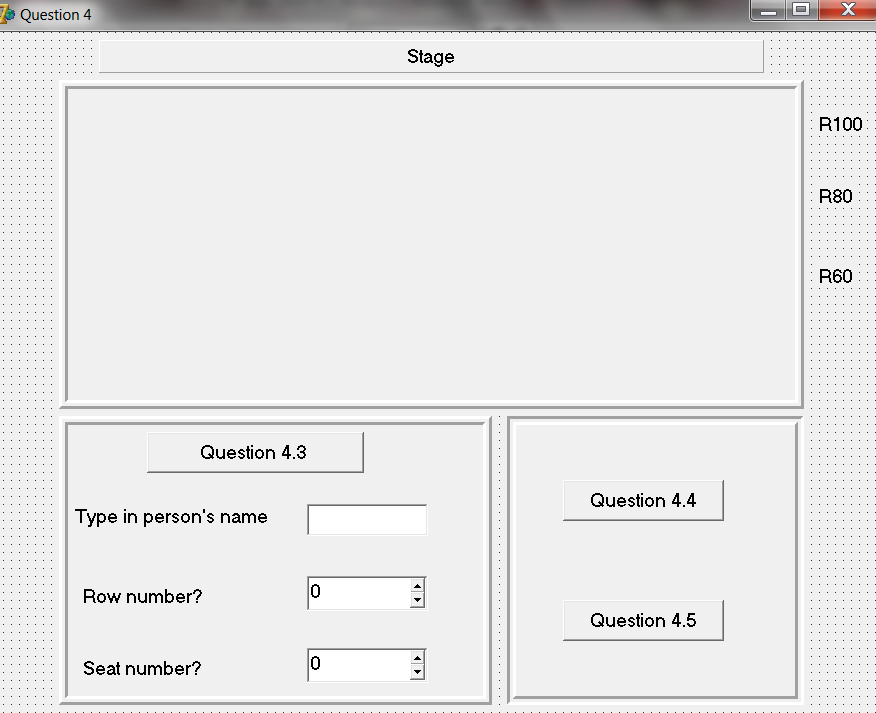 Question 4
Stage
R100
R80
R60
Question 4.3
Type in person's name
Row number?
0
Seat number?
0
Question 4.4
Question 4.5